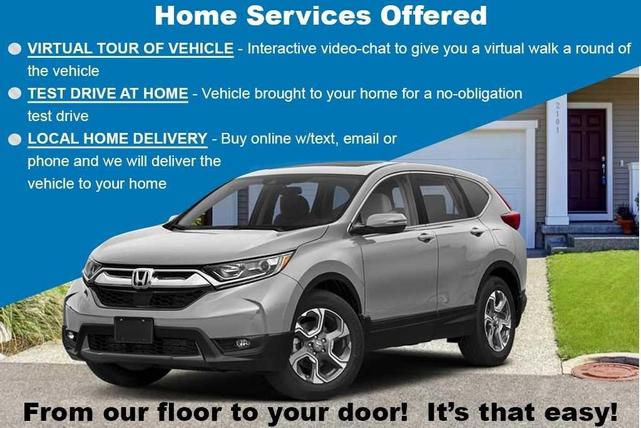 Home Services Offered
VIRTUAL TOUR OF VEHICLE - Interactive video-chat to give you a virtual walk a round of
the vehicle
TEST DRIVE AT HOME - Vehicle brought to your home for a no-obligation
test drive
LOCAL HOME DELIVERY - Buy online w/text, email or
phone and we will deliver the
vehicle to your home
2101
From our floor to your door! It's that easy!